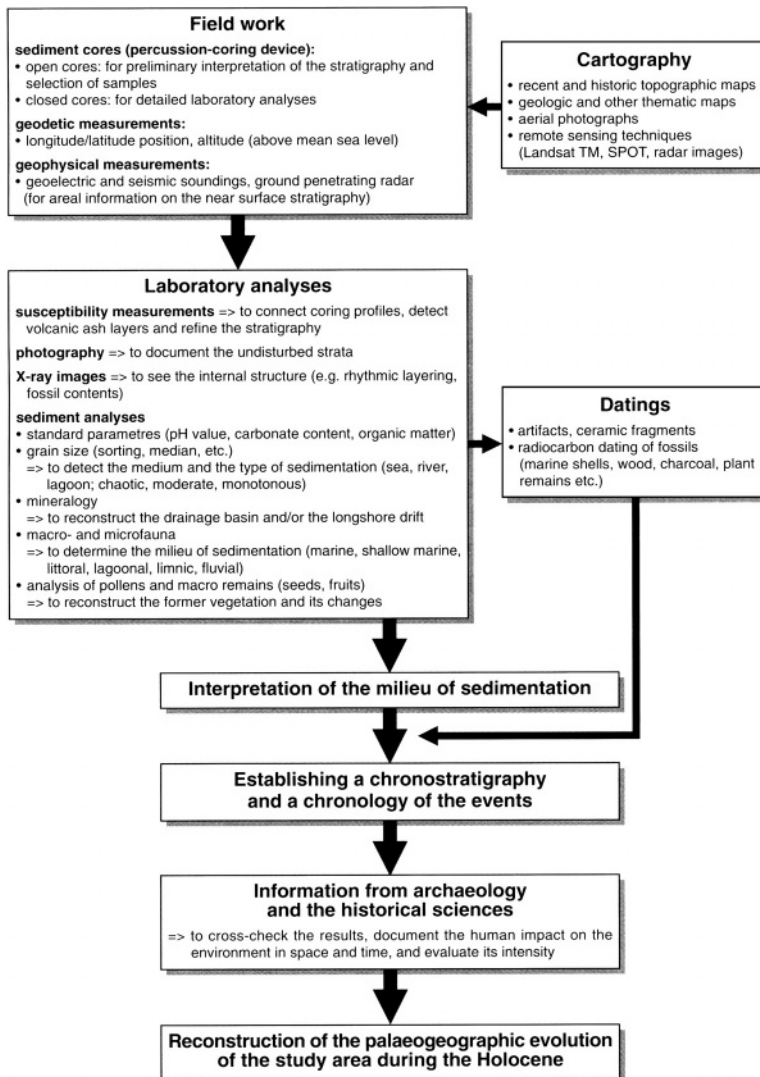 Field work
sediment cores (percussion-coring device):
• open cores: for preliminary interpretation of the stratigraphy and
selection of samples
• closed cores: for detailed laboratory analyses
geodetic measurements:
• longitude/latitude position, altitude (above mean sea level)
geophysical measurements:
• geoelectric and seismic soundings, ground penetrating radar
(for areal information on the near surface stratigraphy)
Cartography
• recent and historic topographic maps
• geologic and other thematic maps
• aerial photographs
• remote sensing techniques
(Landsat TM, SPOT, radar images)
Laboratory analyses
susceptibility measurements => to connect coring profiles, detect
volcanic ash layers and refine the stratigraphy
photography => to document the undisturbed strata
X-ray images => to see the internal structure (e.g. rhythmic layering,
fossil contents)
sediment analyses
• standard parametres (pH value, carbonate content, organic matter)
• grain size (sorting, median, etc.)
=> to detect the medium and the type of sedimentation (sea, river,
lagoon; chaotic, moderate, monotonous)
• mineralogy
=> to reconstruct the drainage basin and/or the longshore drift
• macro- and microfauna
=> to determine the milieu of sedimentation (marine, shallow marine,
littoral, lagoonal, limnic, fluvial)
• analysis of pollens and macro remains (seeds, fruits)
=> to reconstruct the former vegetation and its changes
Datings
• artifacts, ceramic fragments
• radiocarbon dating of fossils
(marine shells, wood, charcoal, plant
remains etc.)
Interpretation of the milieu of sedimentation
Establishing a chronostratigraphy
and a chronology of the events
Information from archaeology
and the historical sciences
=> to cross-check the results, document the human impact on the
environment in space and time, and evaluate its intensity
Reconstruction of the palaeogeographic evolution
of the study area during the Holocene